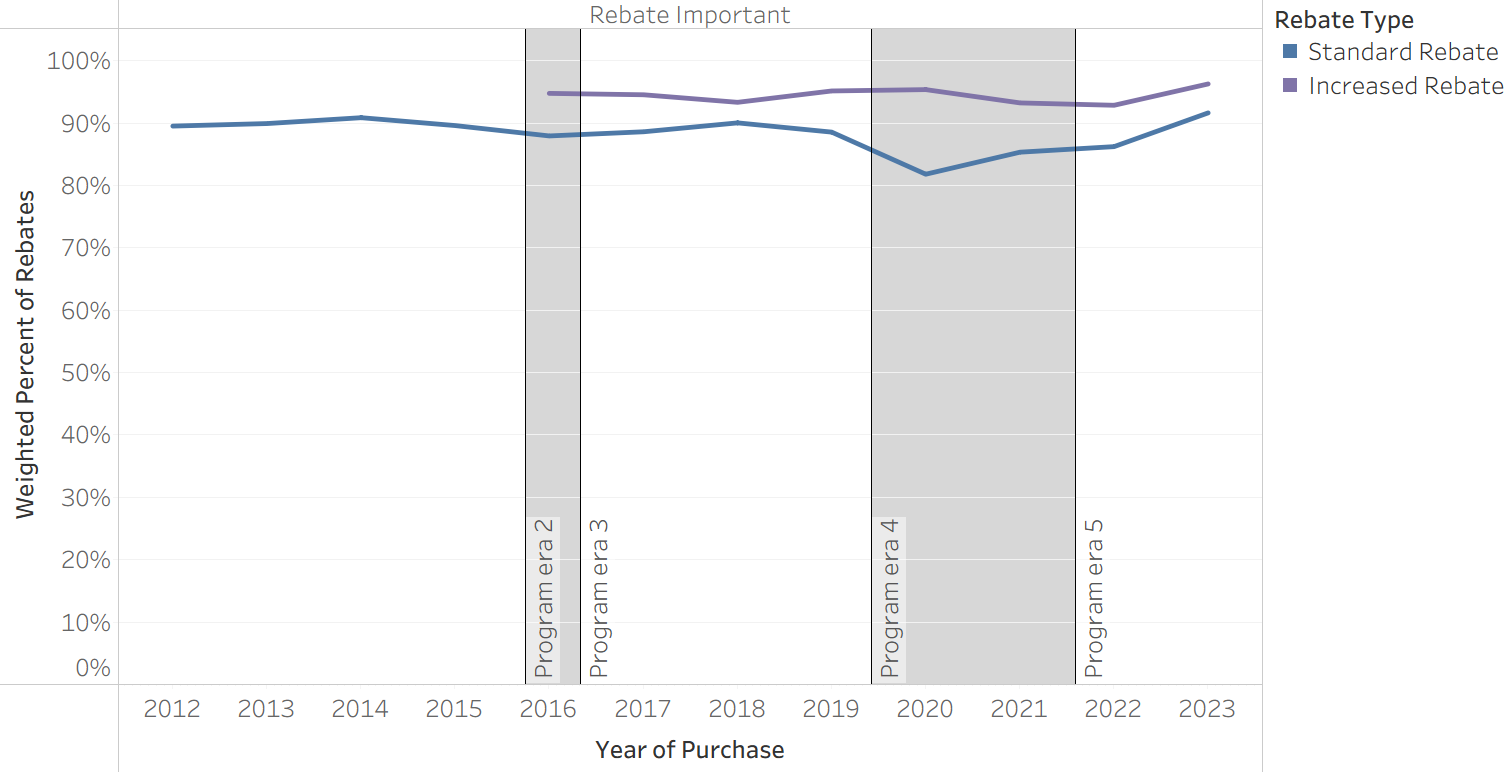 Rebate Important
Rebate Type
Standard Rebate
Increased Rebate
Weighted Percent of Rebates
100%
90%
80%
70%
60%
50%
40%
30%
20%
10%
0%
Program era 2
Program era 3
Program era 4
Program era 5
2012 2013 2014 2015 2016 2017 2018 2019 2020 2021 2022 2023
Year of Purchase